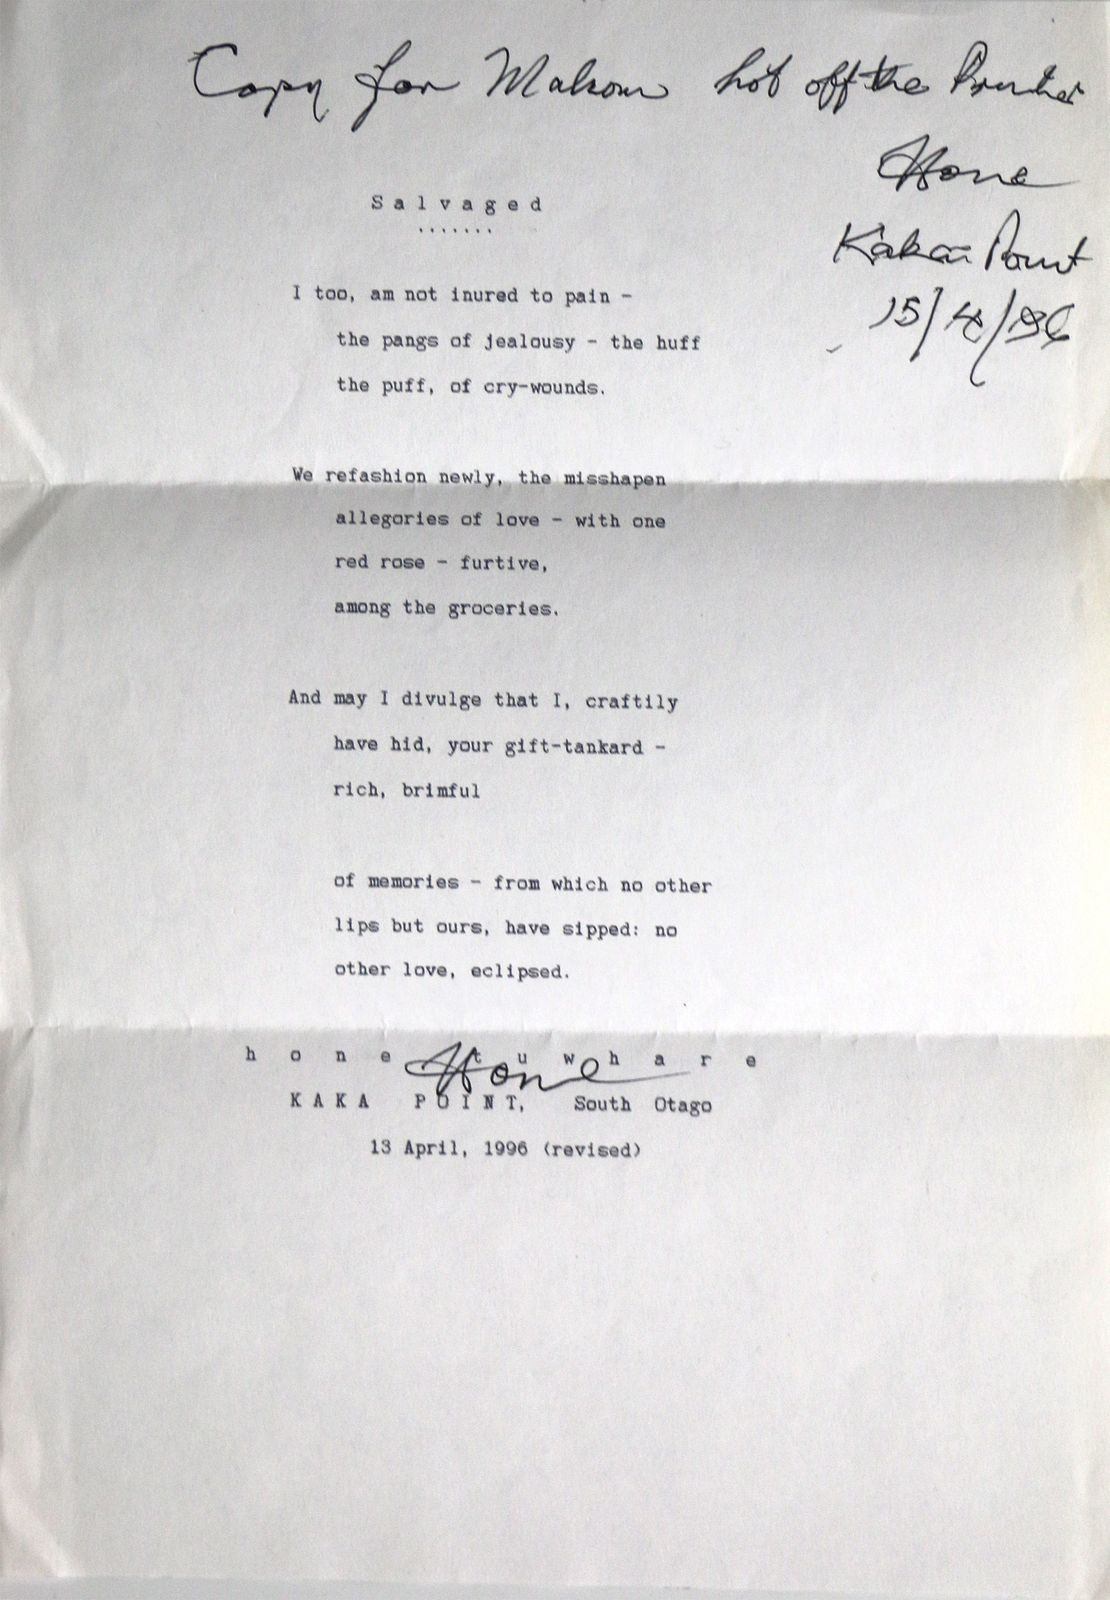 Copy for Malcom hot off the Printer
Hone
Kaka Point
15/4/96
Salvaged
.......
I too, am not inured to pain -
the pangs of jealousy - the huff
the puff, of cry-wounds.
We refashion newly, the misshapen
allegories of love - with one
red rose - furtive,
among the groceries.
And may I divulge that I, craftily
have hid, your gift-tankard -
rich, brimful
of memories - from which no other
lips but ours, have sipped: no
other love, eclipsed.
hone tuwhare
Hone
KAKA POINT, South Otago
13 April, 1996 (revised)